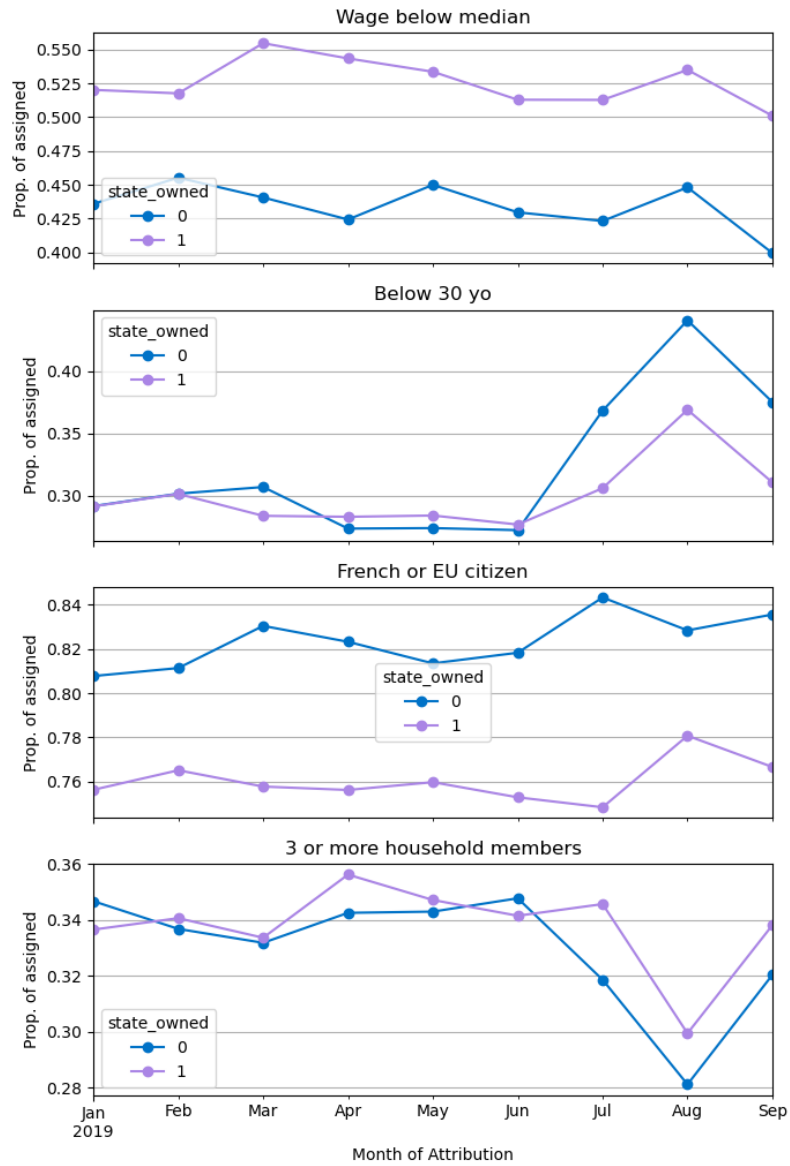 Wage below median
Prop. of assigned
0.550
0.525
0.500
0.475
0.450
0.425
0.400
state_owned
0
1
Below 30 yo
Prop. of assigned
0.40
0.35
0.30
state_owned
0
1
French or EU citizen
Prop. of assigned
0.84
0.82
0.80
0.78
0.76
state_owned
0
1
3 or more household members
Prop. of assigned
0.36
0.34
0.32
0.30
0.28
state_owned
0
1
Jan Feb Mar Apr May Jun Jul Aug Sep
2019
Month of Attribution